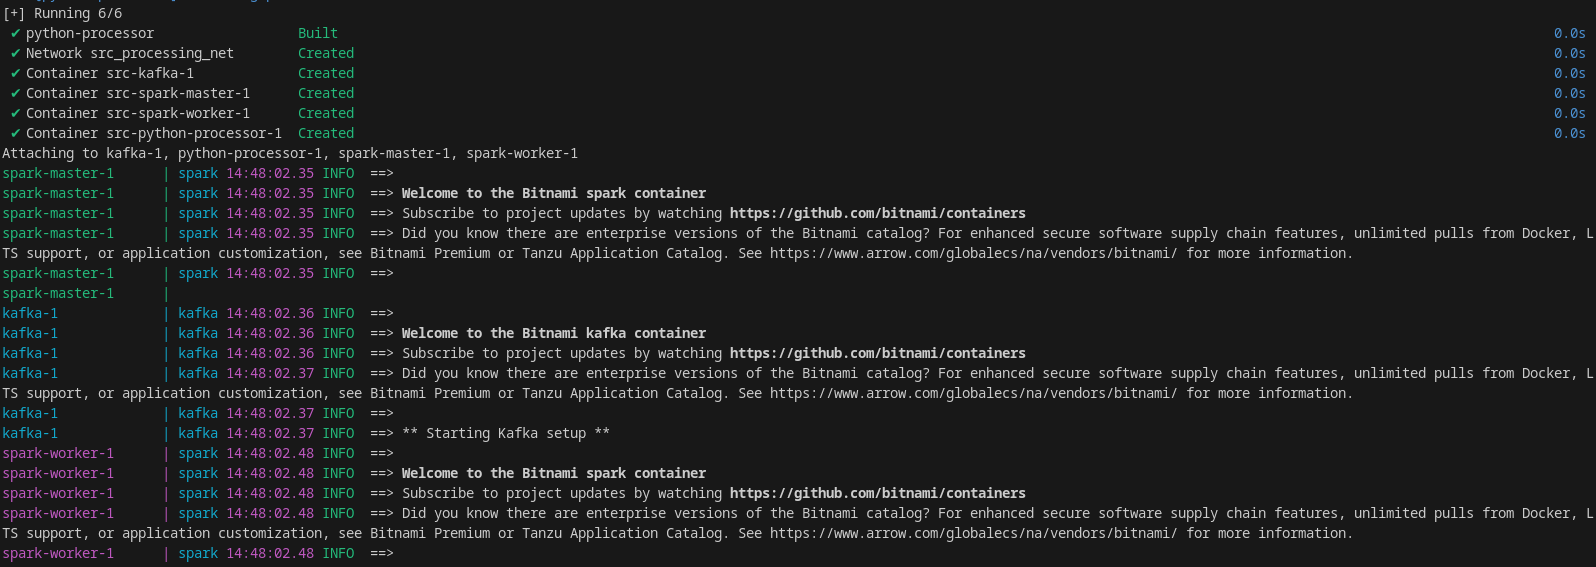 [+] Running 6/6
✔ python-processor Built 0.0s
✔ Network src_processing_net Created 0.0s
✔ Container src-kafka-1 Created 0.0s
✔ Container src-spark-master-1 Created 0.0s
✔ Container src-spark-worker-1 Created 0.0s
✔ Container src-python-processor-1 Created 0.0s
Attaching to kafka-1, python-processor-1, spark-master-1, spark-worker-1
spark-master-1 | spark 14:48:02.35 INFO ==>
spark-master-1 | spark 14:48:02.35 INFO ==> Welcome to the Bitnami spark container
spark-master-1 | spark 14:48:02.35 INFO ==> Subscribe to project updates by watching https://github.com/bitnami/containers
spark-master-1 | spark 14:48:02.35 INFO ==> Did you know there are enterprise versions of the Bitnami catalog? For enhanced secure software supply chain features, unlimited pulls from Docker, L
TS support, or application customization, see Bitnami Premium or Tanzu Application Catalog. See https://www.arrow.com/globalecs/na/vendors/bitnami/ for more information.
spark-master-1 | spark 14:48:02.35 INFO ==>
spark-master-1 |
kafka-1 | kafka 14:48:02.36 INFO ==>
kafka-1 | kafka 14:48:02.36 INFO ==> Welcome to the Bitnami kafka container
kafka-1 | kafka 14:48:02.36 INFO ==> Subscribe to project updates by watching https://github.com/bitnami/containers
kafka-1 | kafka 14:48:02.37 INFO ==> Did you know there are enterprise versions of the Bitnami catalog? For enhanced secure software supply chain features, unlimited pulls from Docker, L
TS support, or application customization, see Bitnami Premium or Tanzu Application Catalog. See https://www.arrow.com/globalecs/na/vendors/bitnami/ for more information.
kafka-1 | kafka 14:48:02.37 INFO ==>
kafka-1 | kafka 14:48:02.37 INFO ==> ** Starting Kafka setup **
spark-worker-1 | spark 14:48:02.48 INFO ==>
spark-worker-1 | spark 14:48:02.48 INFO ==> Welcome to the Bitnami spark container
spark-worker-1 | spark 14:48:02.48 INFO ==> Subscribe to project updates by watching https://github.com/bitnami/containers
spark-worker-1 | spark 14:48:02.48 INFO ==> Did you know there are enterprise versions of the Bitnami catalog? For enhanced secure software supply chain features, unlimited pulls from Docker, L
TS support, or application customization, see Bitnami Premium or Tanzu Application Catalog. See https://www.arrow.com/globalecs/na/vendors/bitnami/ for more information.
spark-worker-1 | spark 14:48:02.48 INFO ==>